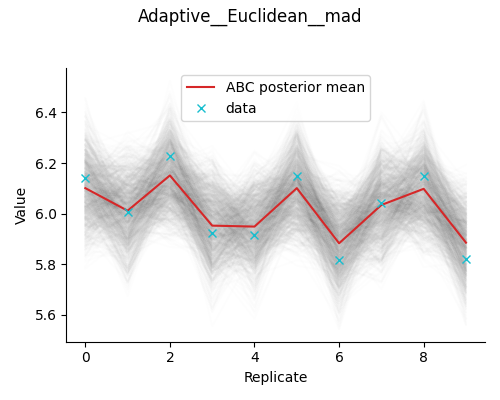 Adaptive__Euclidean__mad
ABC posterior mean
data
6.4
6.2
6.0
5.8
5.6
Value
0 2 4 6 8
Replicate